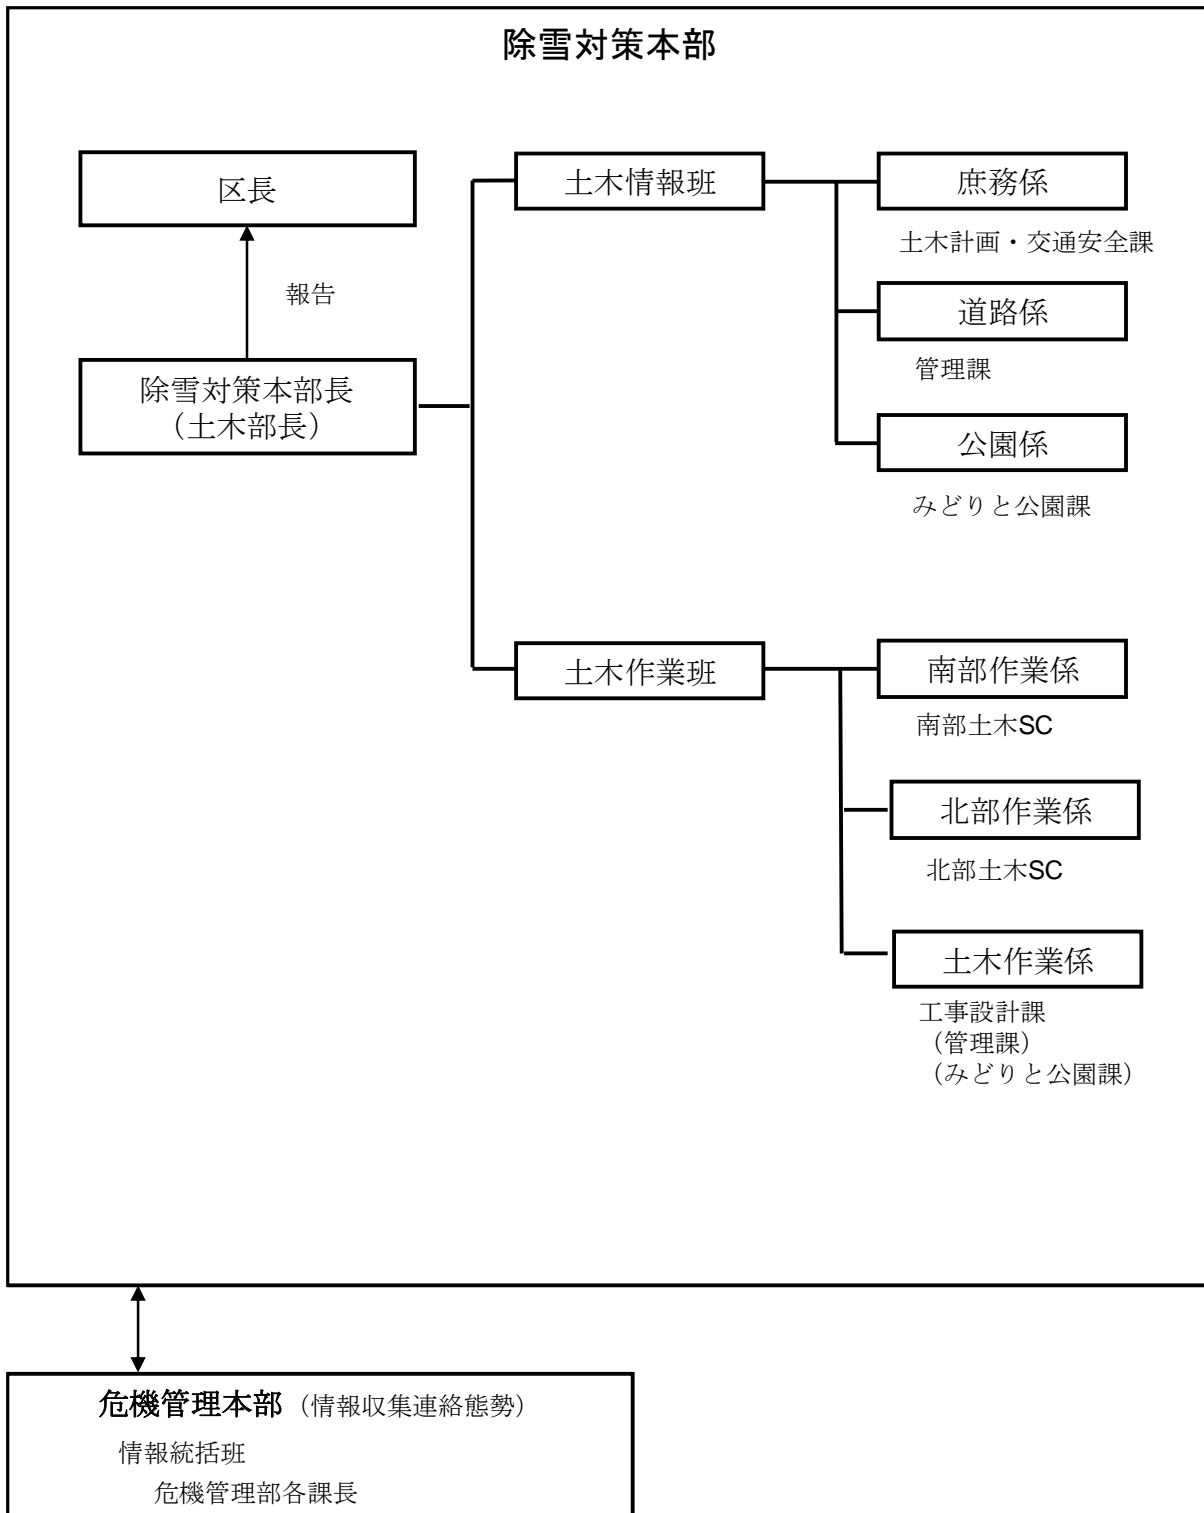 除雪対策本部
区長
報告
除雪対策本部長
（土木部長）
土木情報班
庶務係
土木計画・交通安全課
道路係
管理課
公園係
みどりと公園課
土木作業班
南部作業係
南部土木SC
北部作業係
北部土木SC
土木作業係
工事設計課
（管理課）
（みどりと公園課）
危機管理本部（情報収集連絡態勢）
情報統括班
危機管理部各課長